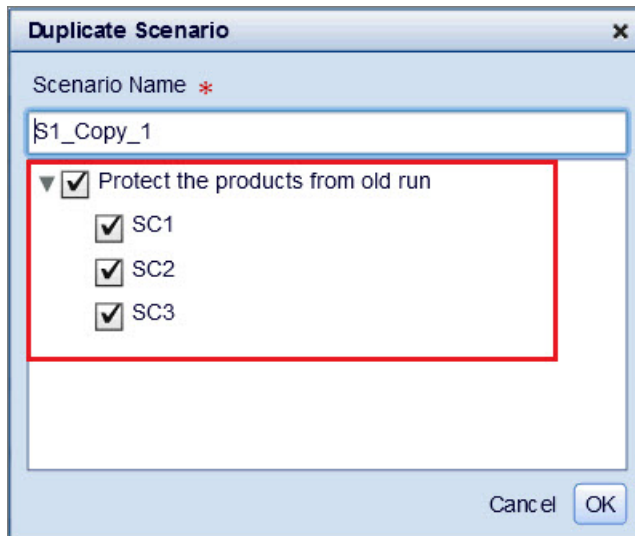 Duplicate Scenario
Scenario Name *
S1_Copy_1
Protect the products from old run
SC1
SC2
SC3
Cancel OK